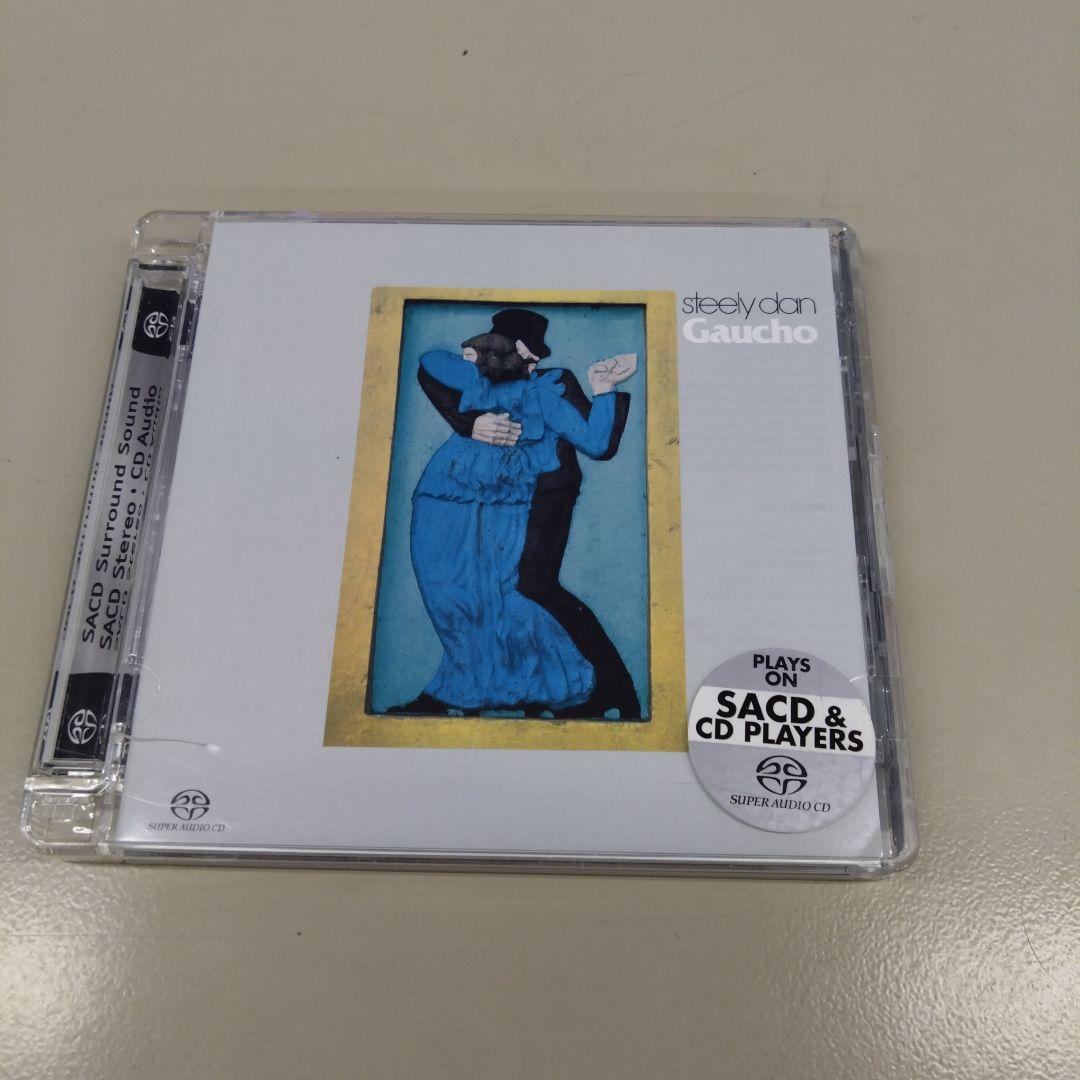 steely dan
Gaucho
SACD Surround Sound
SACD Stereo CD Audio
PLAYS
ON
SACD &
CD PLAYERS
SUPER AUDIO CD
SUPER AUDIO CD